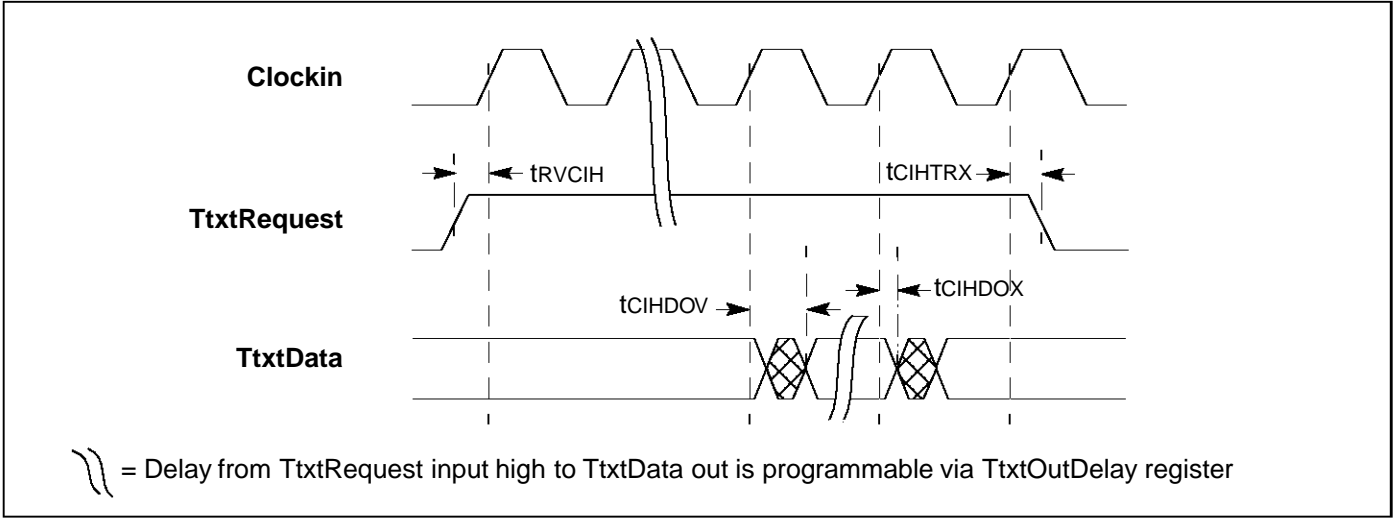 Clockin
tRVCIH
tCIHTRX
TtxtRequest
tCIHDOV
tCIHDOX
TtxtData
= Delay from TtxtRequest input high to TtxtData out is programmable via TtxtOutDelay register